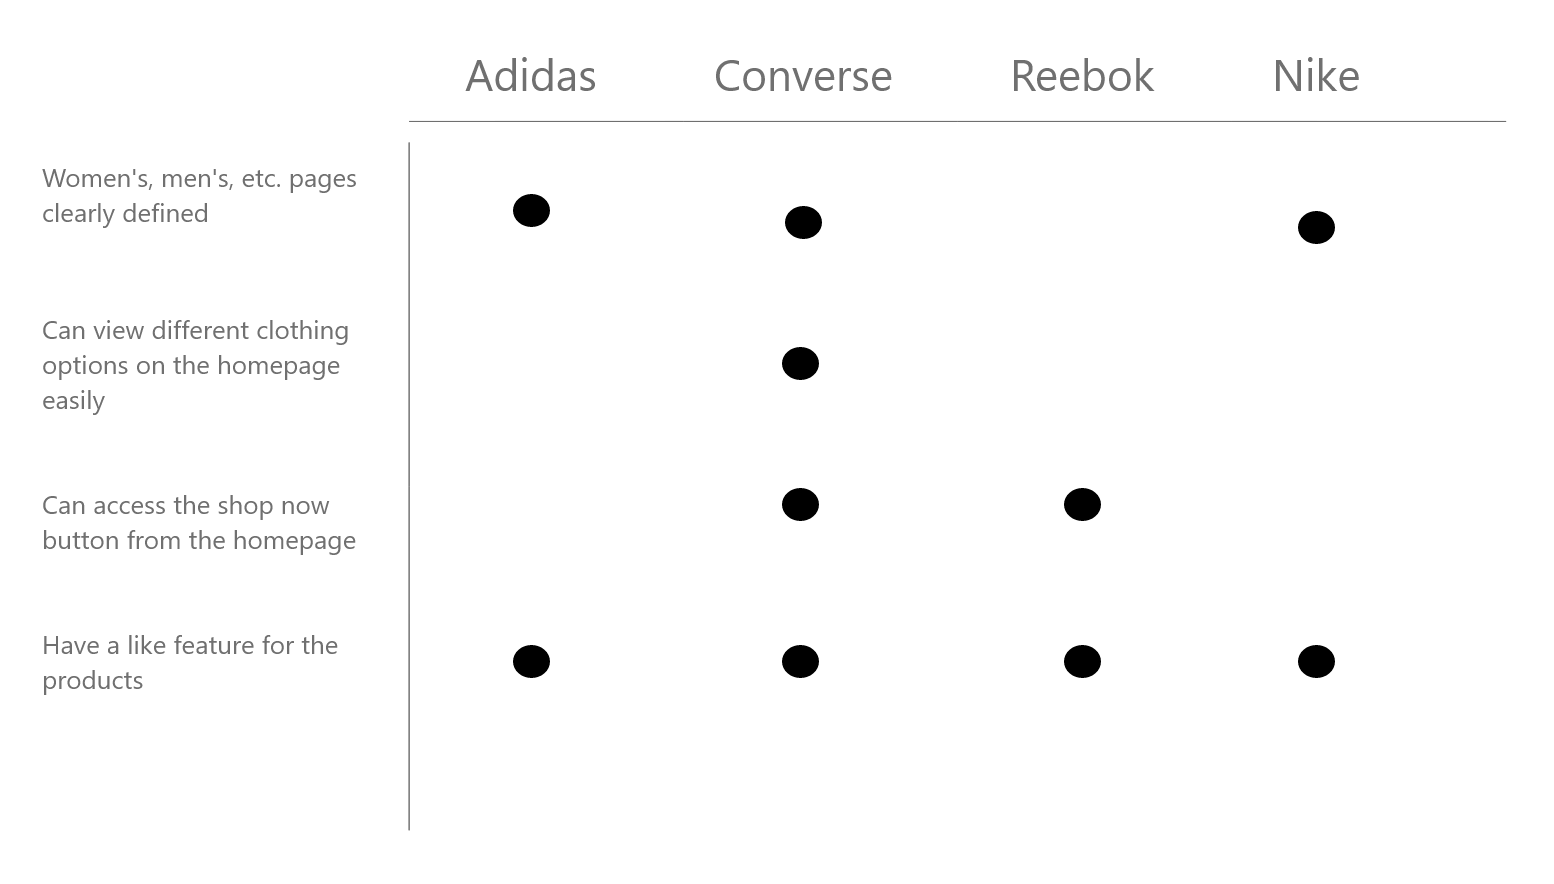 Adidas Converse Reebok Nike
Women's, men's, etc. pages
clearly defined
Can view different clothing
options on the homepage
easily
Can access the shop now
button from the homepage
Have a like feature for the
products